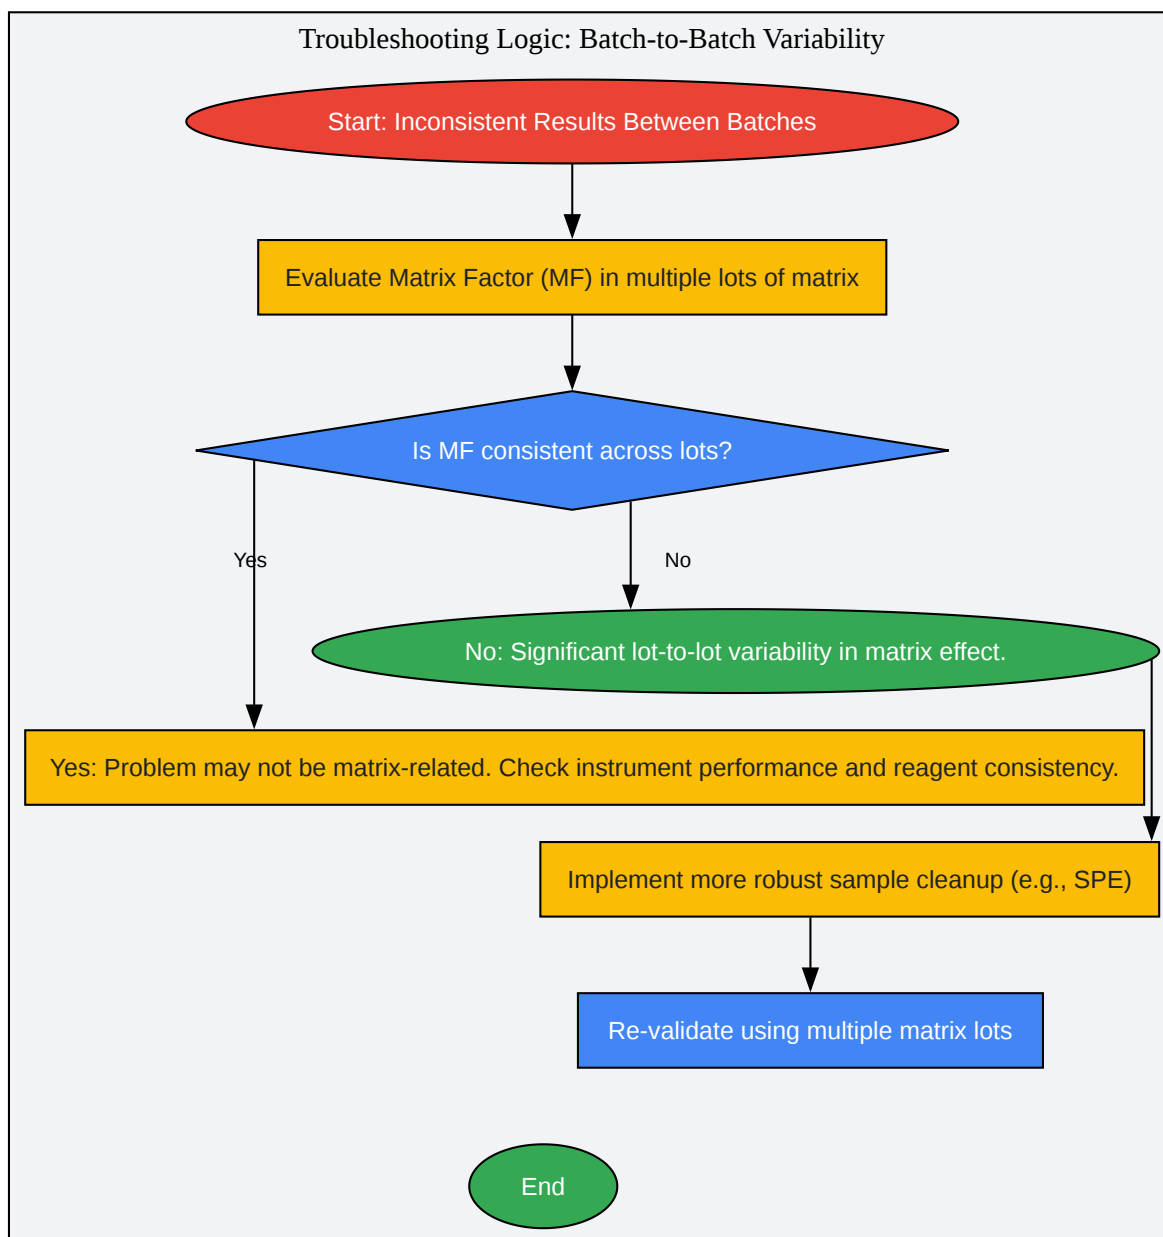 Troubleshooting Logic: Batch-to-Batch Variability
Start: Inconsistent Results Between Batches
Evaluate Matrix Factor (MF) in multiple lots of matrix
Is MF consistent across lots?
Yes
No
No: Significant lot-to-lot variability in matrix effect.
Yes: Problem may not be matrix-related. Check instrument performance and reagent consistency.
Implement more robust sample cleanup (e.g., SPE)
Re-validate using multiple matrix lots
End